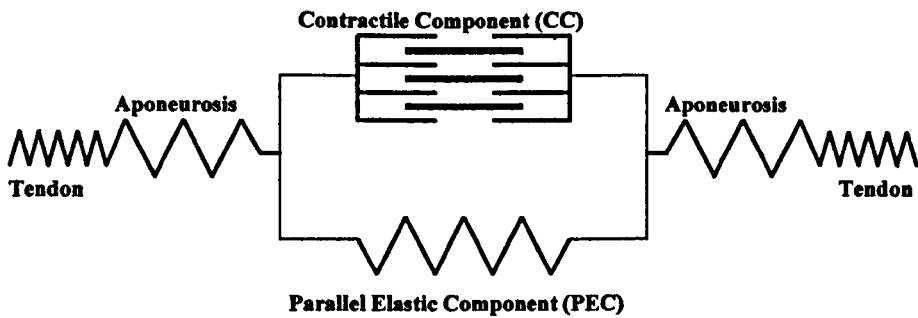 Contractile Component (CC)
Aponeurosis
Aponeurosis
Tendon
Tendon
Parallel Elastic Component (PEC)